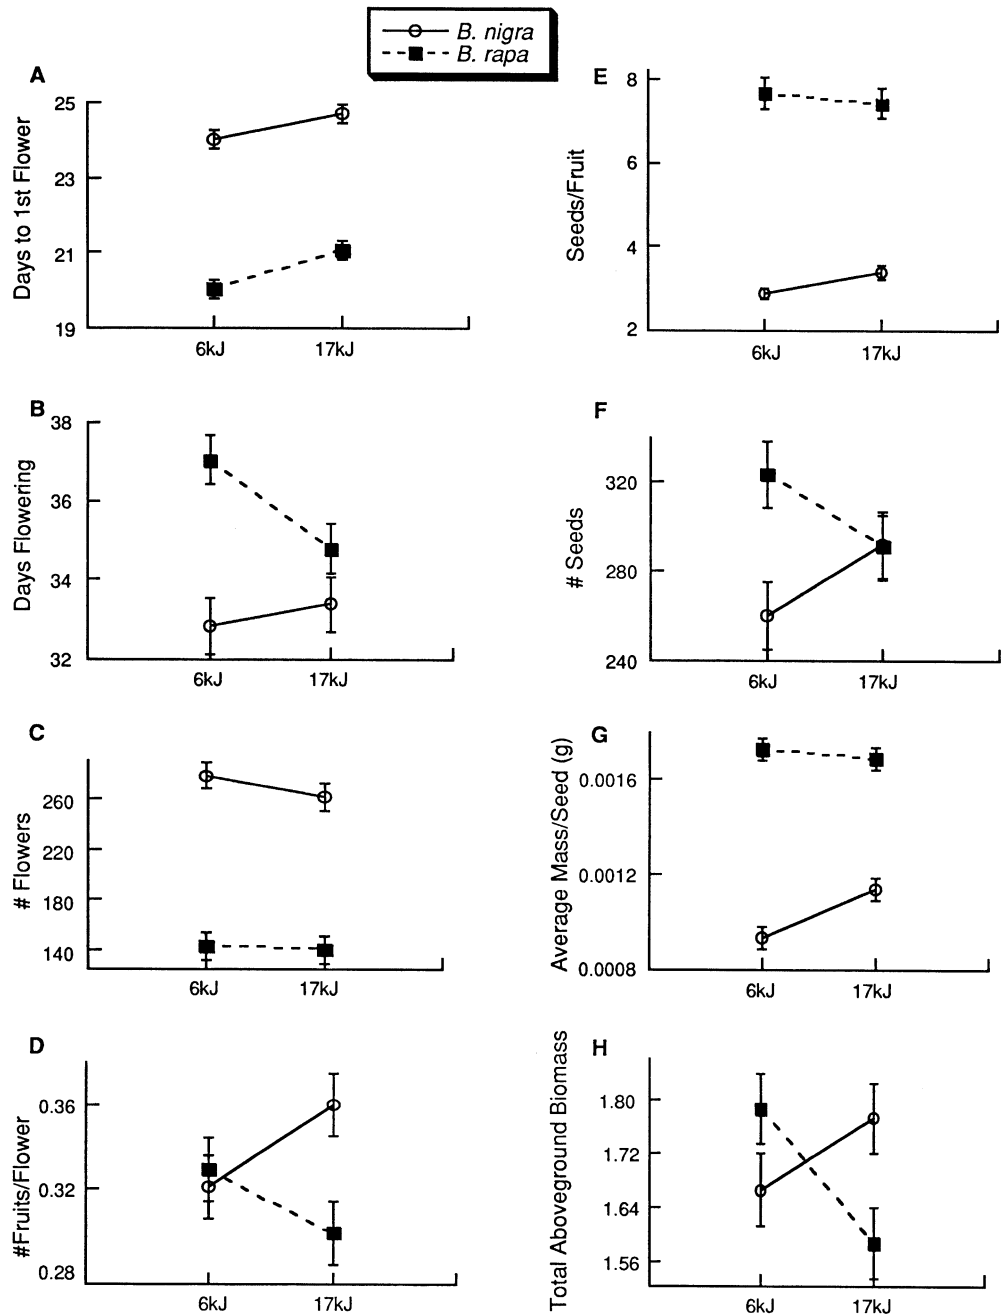 B. nigra
B. rapa
A
Days to 1st Flower
25
23
21
19
6kJ
17kJ
B
Days Flowering
38
36
34
32
6kJ
17kJ
C
# Flowers
260
220
180
140
6kJ
17kJ
D
#Fruits/Flower
0.36
0.32
0.28
6kJ
17kJ
E
Seeds/Fruit
8
6
4
2
6kJ
17kJ
F
# Seeds
320
280
240
6kJ
17kJ
G
Average Mass/Seed (g)
0.0016
0.0012
0.0008
6kJ
17kJ
H
Total Aboveground Biomass
1.80
1.72
1.64
1.56
6kJ
17kJ